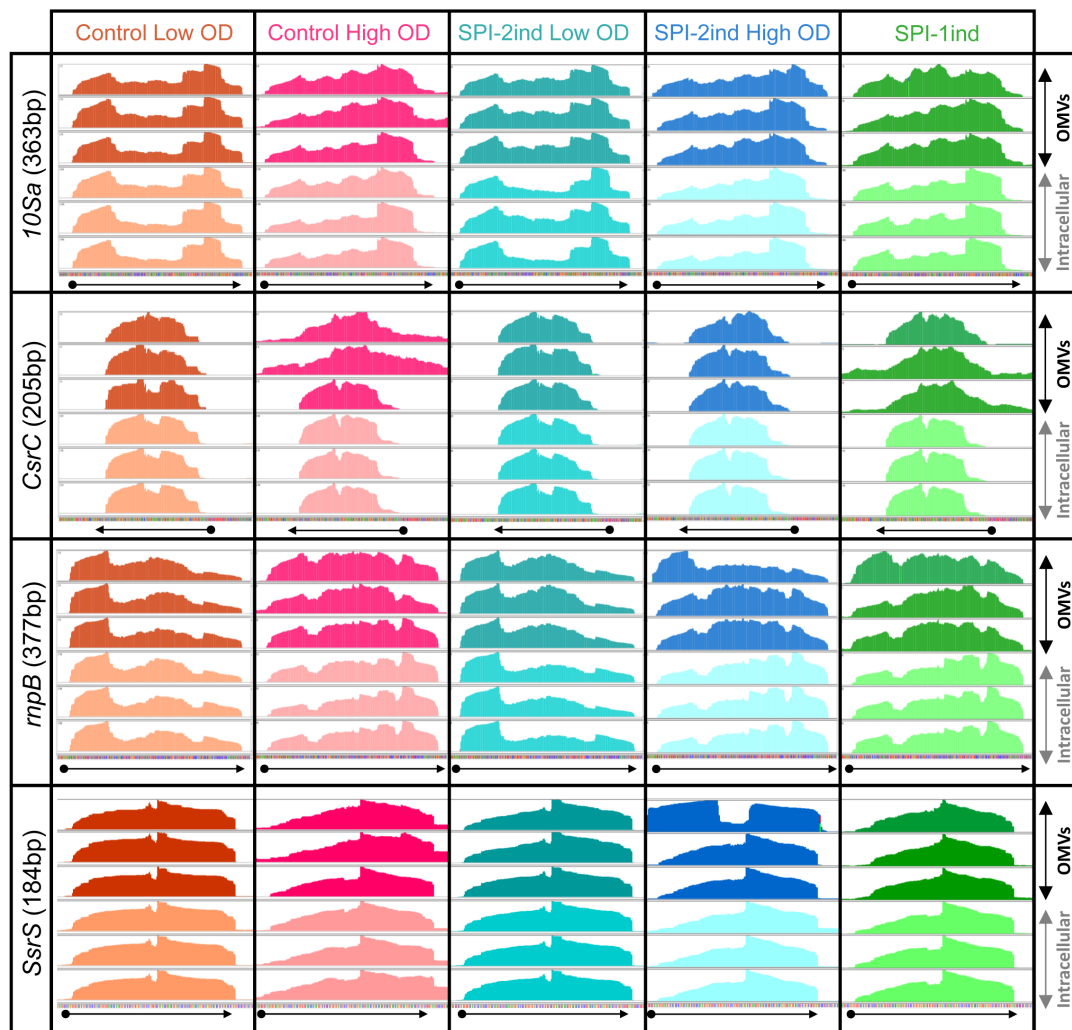 Control Low OD
Control High OD
SPI-2ind Low OD
SPI-2ind High OD
SPI-1ind
10Sa (363bp)
OMVs
Intracellular
CsrC (205bp)
OMVs
Intracellular
rnpB (377bp)
OMVs
Intracellular
SsrS (184bp)
OMVs
Intracellular